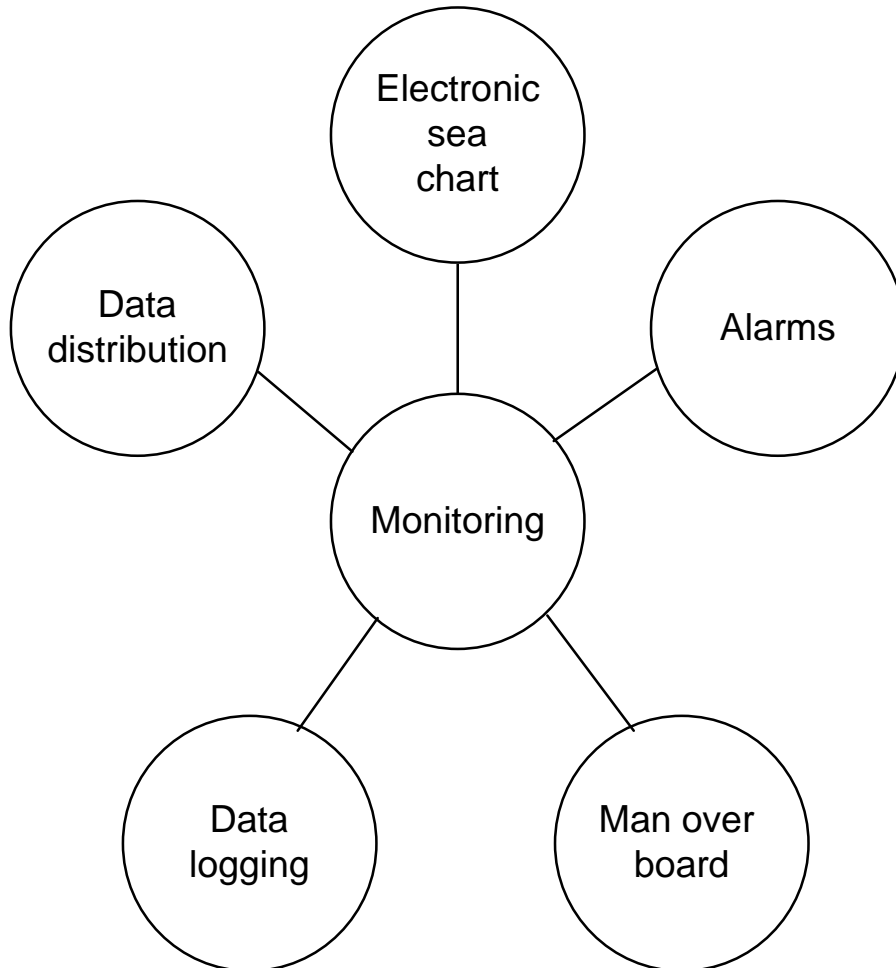 Electronic
sea
chart
Data
distribution
Alarms
Monitoring
Data
logging
Man over
board